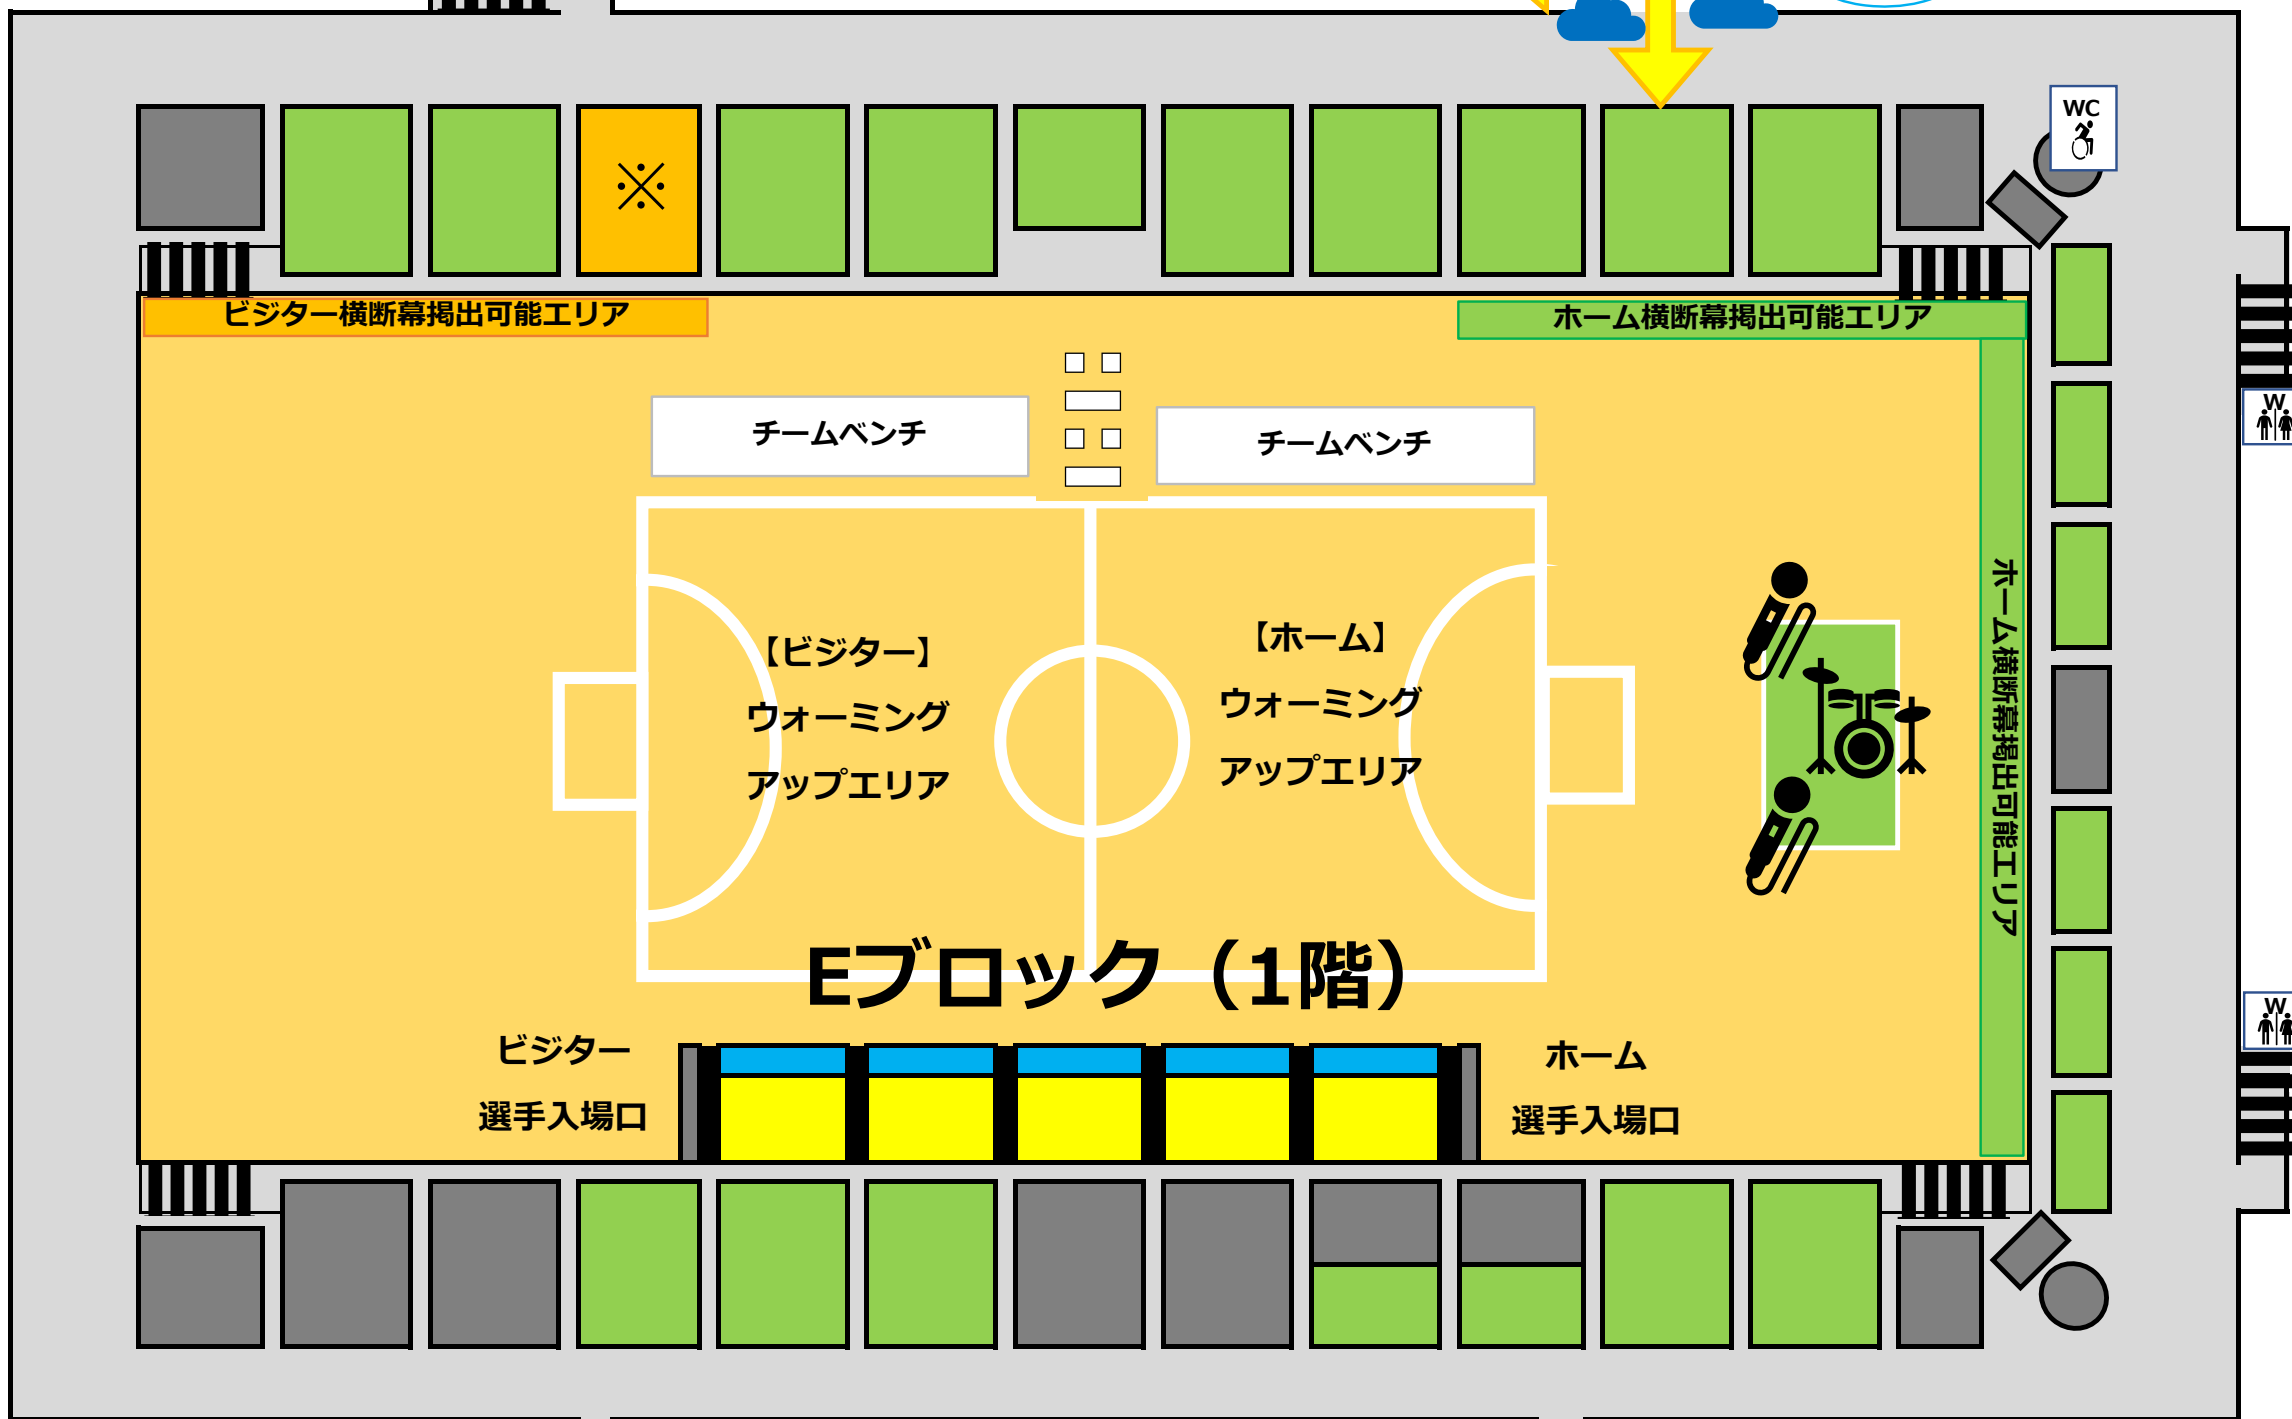 WC
※
ビジター横断幕掲出可能エリア
ホーム横断幕掲出可能エリア
W
チームベンチ
チームベンチ
ホーム横断幕掲出可能エリア
【ビジター】
ウォーミング
アップエリア
【ホーム】
ウォーミング
アップエリア
Eブロック（1階）
W
ビジター
選手入場口
ホーム
選手入場口